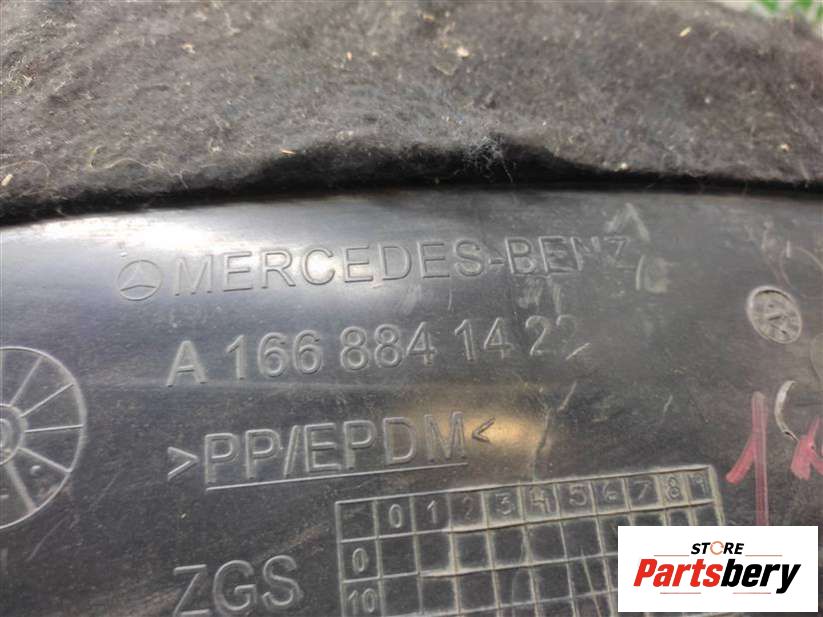 MERCEDES-BENZ
A 166 884 14 22
>PP/EPDM<
0 1 2 3 4 5 6 7 8 9
0
ZGS
10
STORE
Partsbery